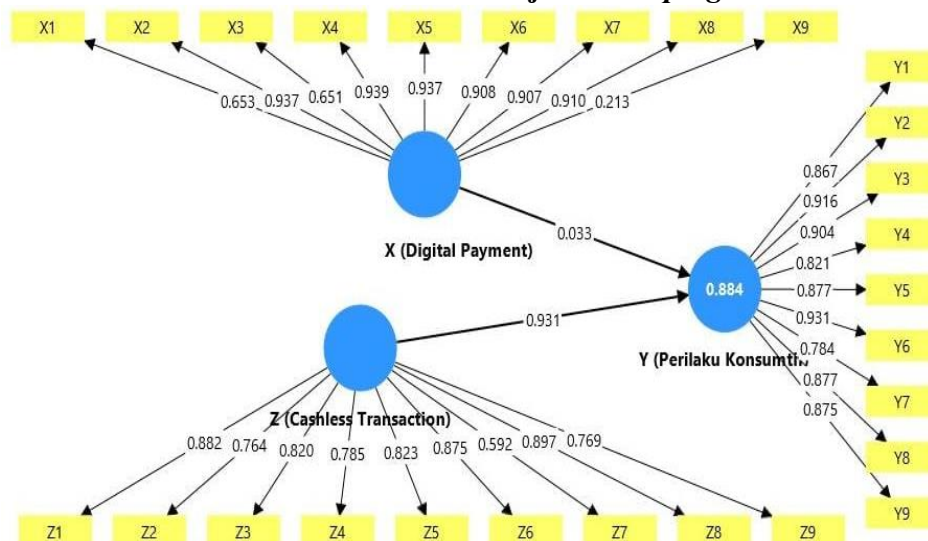 X1 X2 X3 X4 X5 X6 X7 X8 X9
0.653 0.937 0.651 0.939 0.937 0.908 0.907 0.910 0.213
X (Digital Payment)
0.033
Z (Cashless Transaction)
0.931
0.884
Y (Perilaku
Y1
Y2
Y3
Y4
Y5
Y6
Y7
Y8
Y9
0.867
0.916
0.904
0.821
0.877
0.931
0.784
0.877
0.875
0.882 0.764 0.820 0.785 0.823 0.875 0.592 0.897 0.769
Z1 Z2 Z3 Z4 Z5 Z6 Z7 Z8 Z9